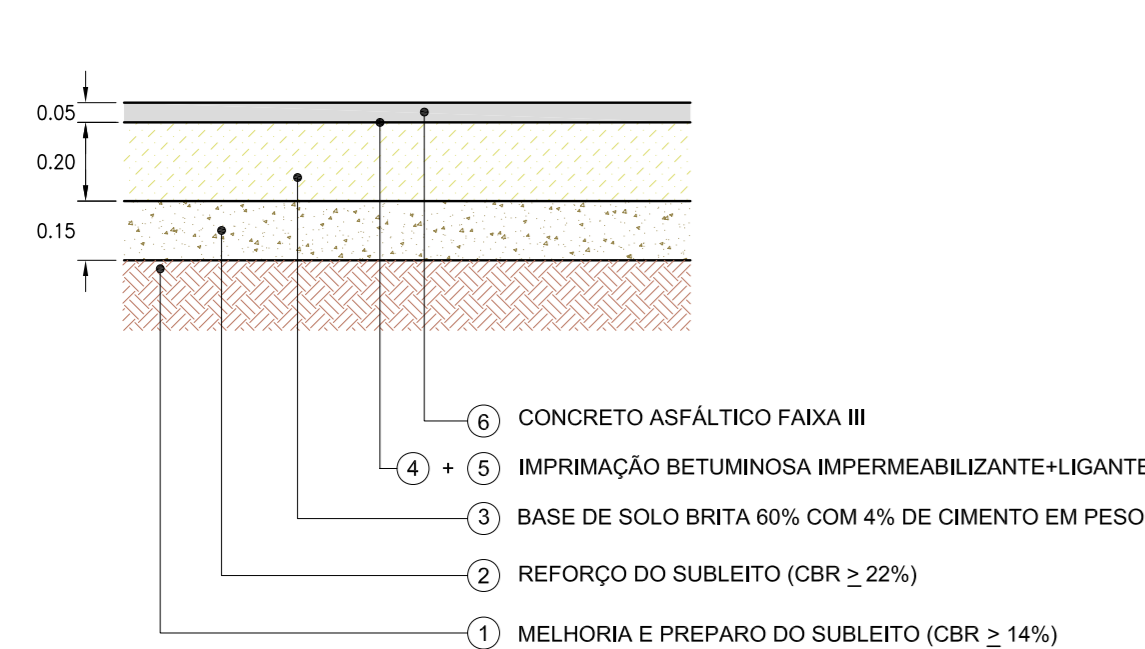 0.05
0.20
0.15
6 CONCRETO ASFÁLTICO FAIXA III
4 + 5 IMPRIMAÇÃO BETUMINOSA IMPERMEABILIZANTE+LIGANTE
3 BASE DE SOLO BRITA 60% COM 4% DE CIMENTO EM PESO
2 REFORÇO DO SUBLEITO (CBR ≥ 22%)
1 MELHORIA E PREPARO DO SUBLEITO (CBR ≥ 14%)